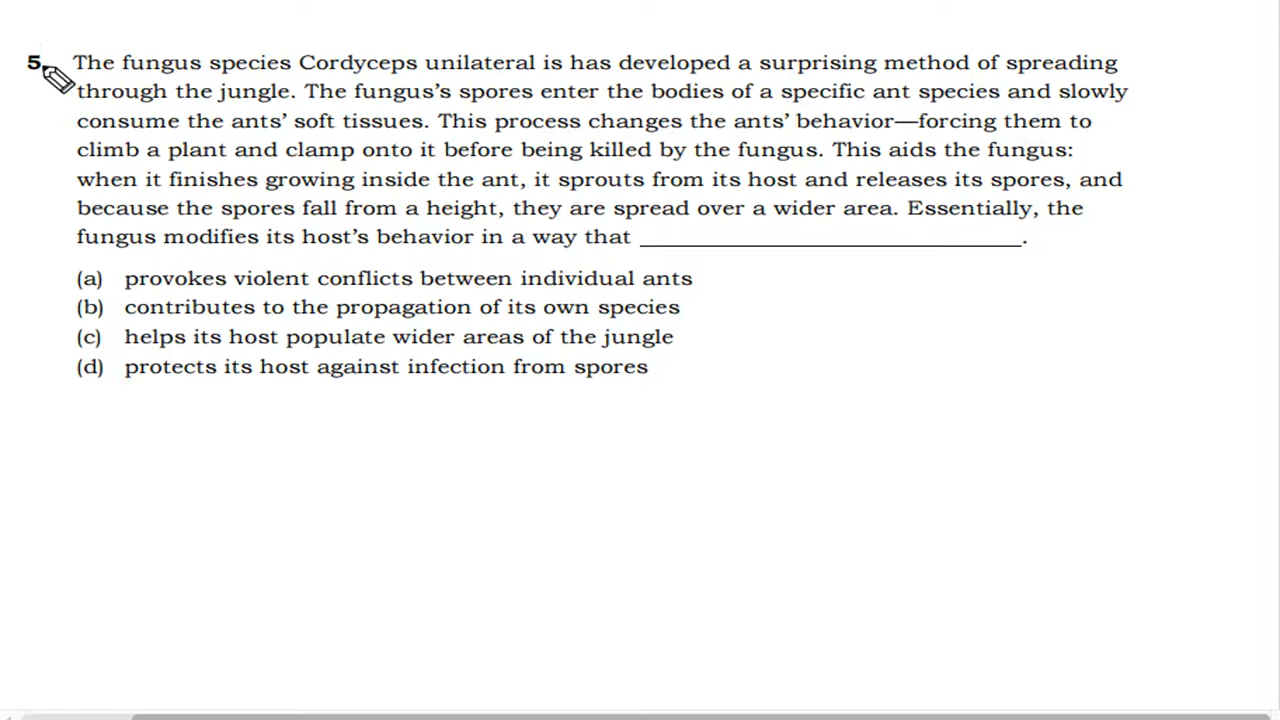 5. The fungus species Cordyceps unilateral is has developed a surprising method of spreading
through the jungle. The fungus’s spores enter the bodies of a specific ant species and slowly
consume the ants’ soft tissues. This process changes the ants’ behavior—forcing them to
climb a plant and clamp onto it before being killed by the fungus. This aids the fungus:
when it finishes growing inside the ant, it sprouts from its host and releases its spores, and
because the spores fall from a height, they are spread over a wider area. Essentially, the
fungus modifies its host’s behavior in a way that ______________________________.
(a) provokes violent conflicts between individual ants
(b) contributes to the propagation of its own species
(c) helps its host populate wider areas of the jungle
(d) protects its host against infection from spores